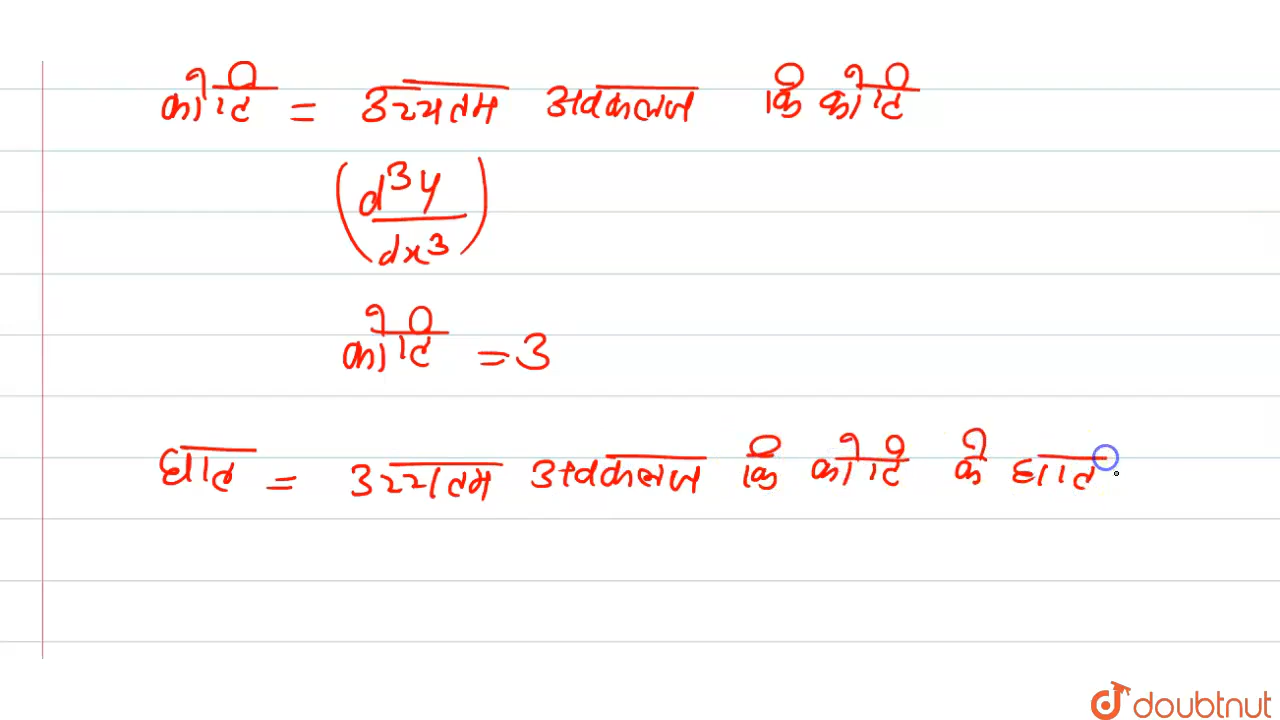 कोटि = उच्चतम अवकलज कि कोटि
(d³y/dx³)
कोटि = 3
घात = उच्चतम अवकलज कि कोटि के घात
doubtnut